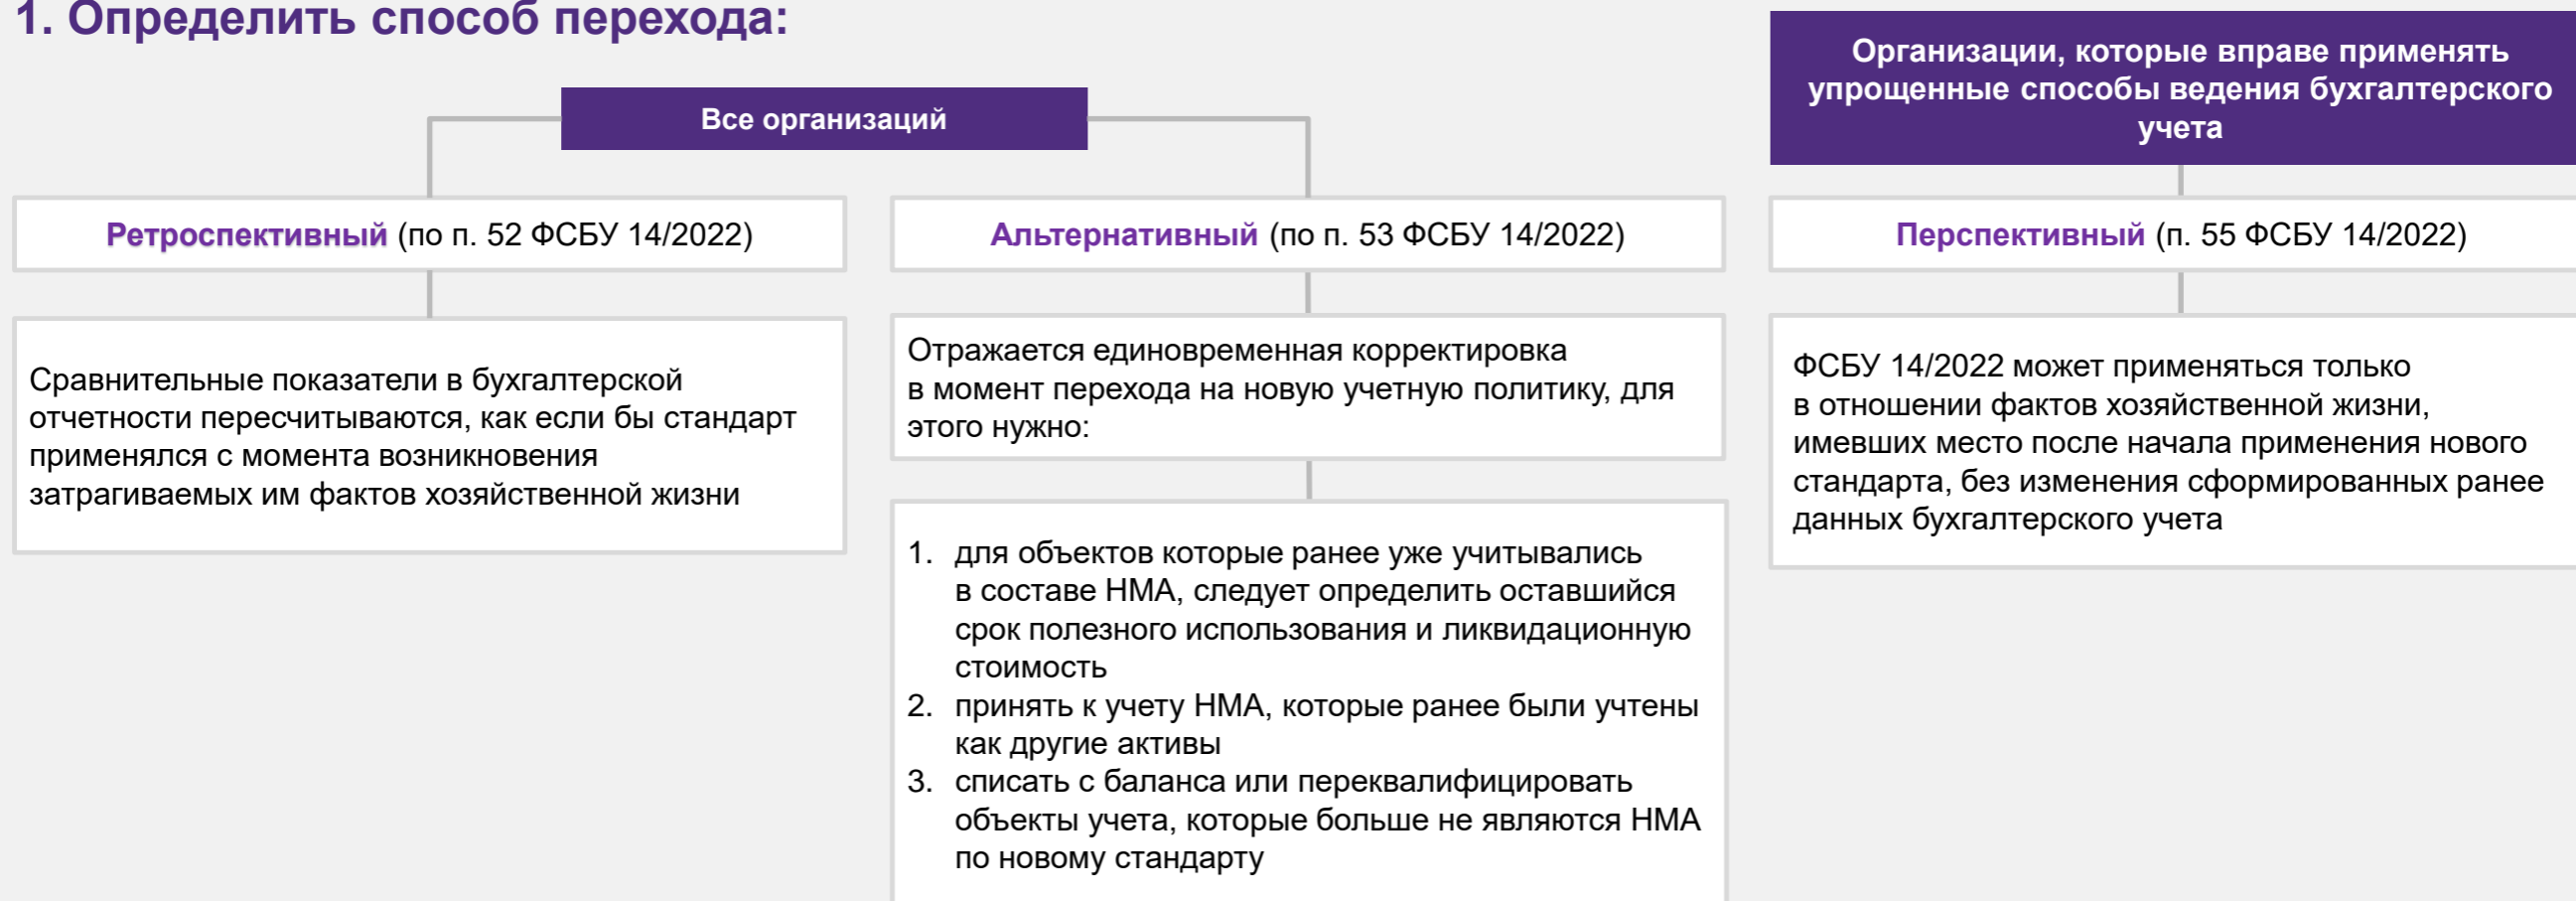 1. Определить способ перехода:
Все организаций
Организации, которые вправе применять
упрощенные способы ведения бухгалтерского
учета
Ретроспективный (по п. 52 ФСБУ 14/2022)
Альтернативный (по п. 53 ФСБУ 14/2022)
Перспективный (п. 55 ФСБУ 14/2022)
Сравнительные показатели в бухгалтерской
отчетности пересчитываются, как если бы стандарт
применялся с момента возникновения
затрагиваемых им фактов хозяйственной жизни
Отражается единовременная корректировка
в момент перехода на новую учетную политику, для
этого нужно:
1. для объектов которые ранее уже учитывались
в составе НМА, следует определить оставшийся
срок полезного использования и ликвидационную
стоимость
2. принять к учету НМА, которые ранее были учтены
как другие активы
3. списать с баланса или переквалифицировать
объекты учета, которые больше не являются НМА
по новому стандарту
ФСБУ 14/2022 может применяться только
в отношении фактов хозяйственной жизни,
имевших место после начала применения нового
стандарта, без изменения сформированных ранее
данных бухгалтерского учета